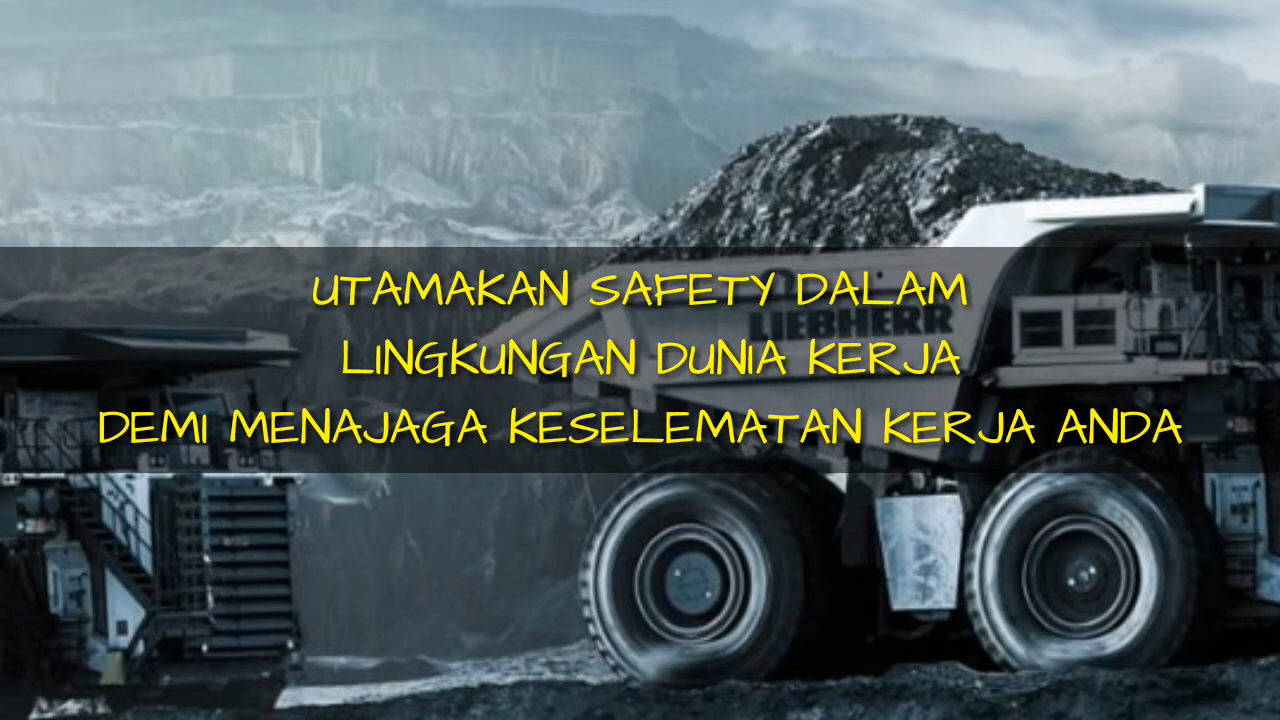 UTAMAKAN SAFETY DALAM
LIEBHERR
LINGKUNGAN DUNIA KERJA
DEMI MENAJAGA KESELEMATAN KERJA ANDA